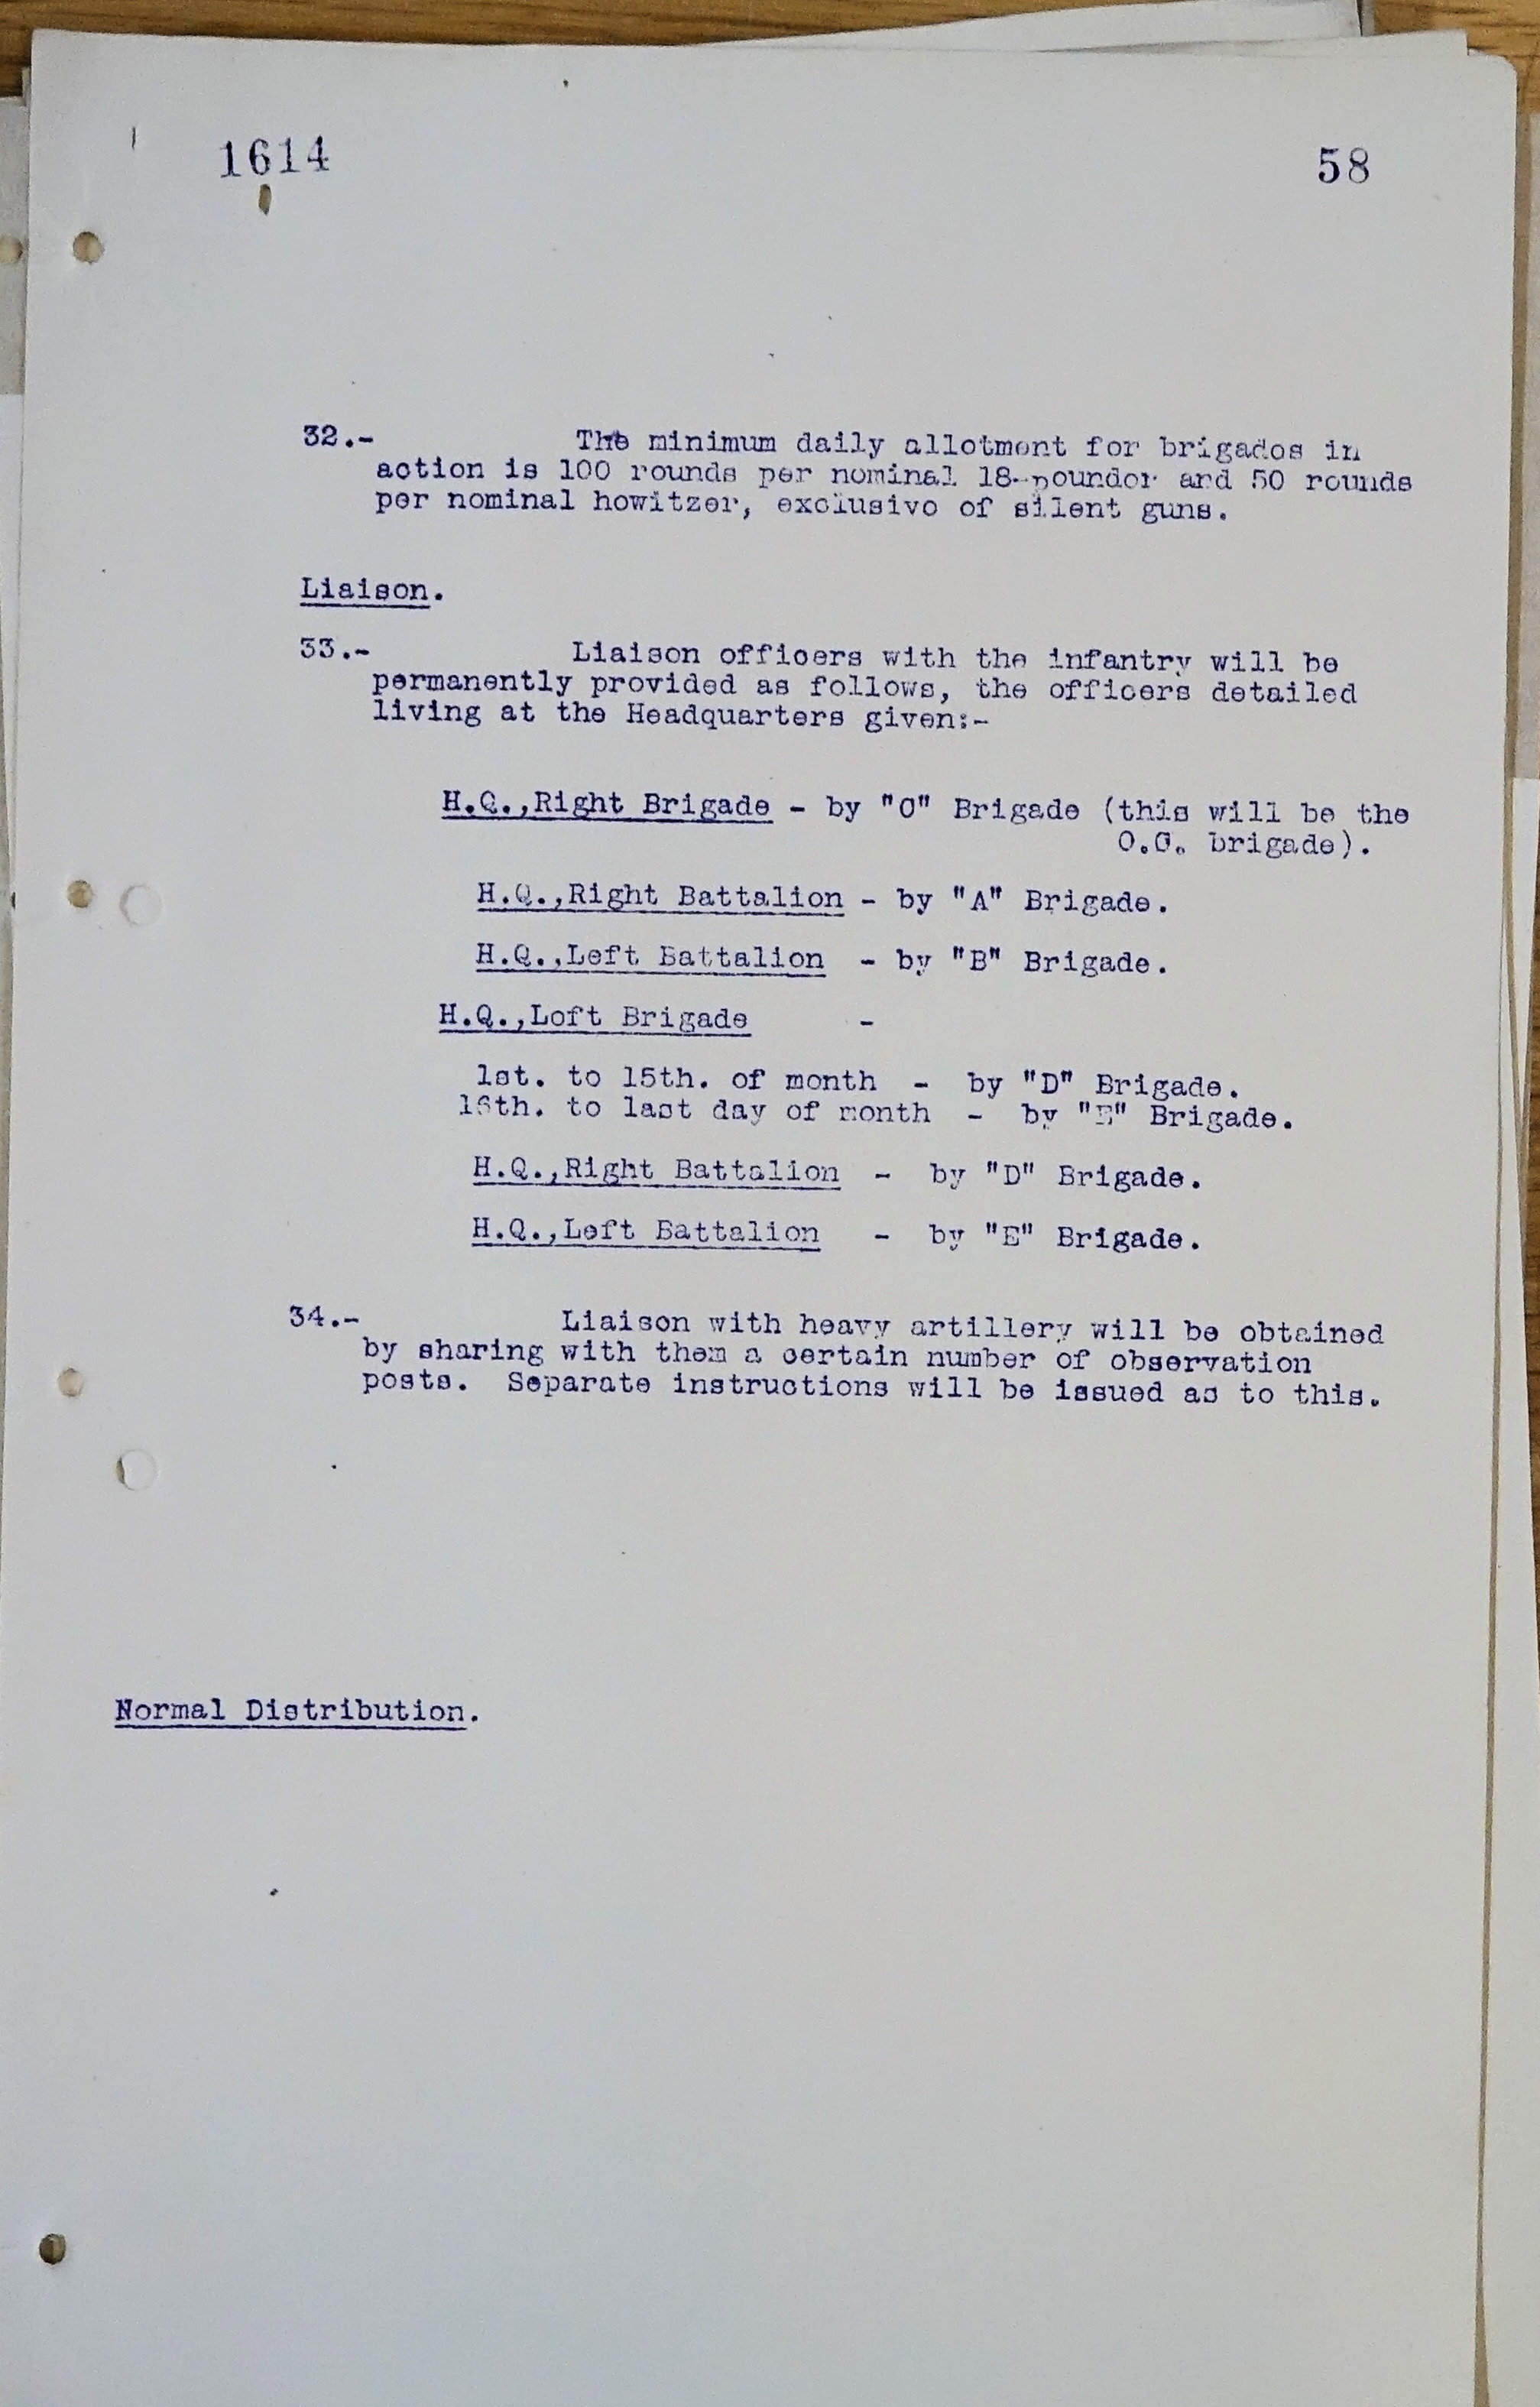 1614
58
32.- The minimum daily allotment for brigades in
action is 100 rounds per nominal 18-pounder and 50 rounds
per nominal howitzer, exclusive of silent guns.
Liaison.
33.- Liaison officers with the infantry will be
permanently provided as follows, the officers detailed
living at the Headquarters given:-
H.Q.,Right Brigade - by "C" Brigade (this will be the
O.C. brigade).
H.Q.,Right Battalion - by "A" Brigade.
H.Q.,Left Battalion - by "B" Brigade.
H.Q.,Left Brigade -
1st. to 15th. of month - by "D" Brigade.
16th. to last day of month - by "E" Brigade.
H.Q.,Right Battalion - by "D" Brigade.
H.Q.,Left Battalion - by "E" Brigade.
34.- Liaison with heavy artillery will be obtained
by sharing with them a certain number of observation
posts. Separate instructions will be issued as to this.
Normal Distribution.